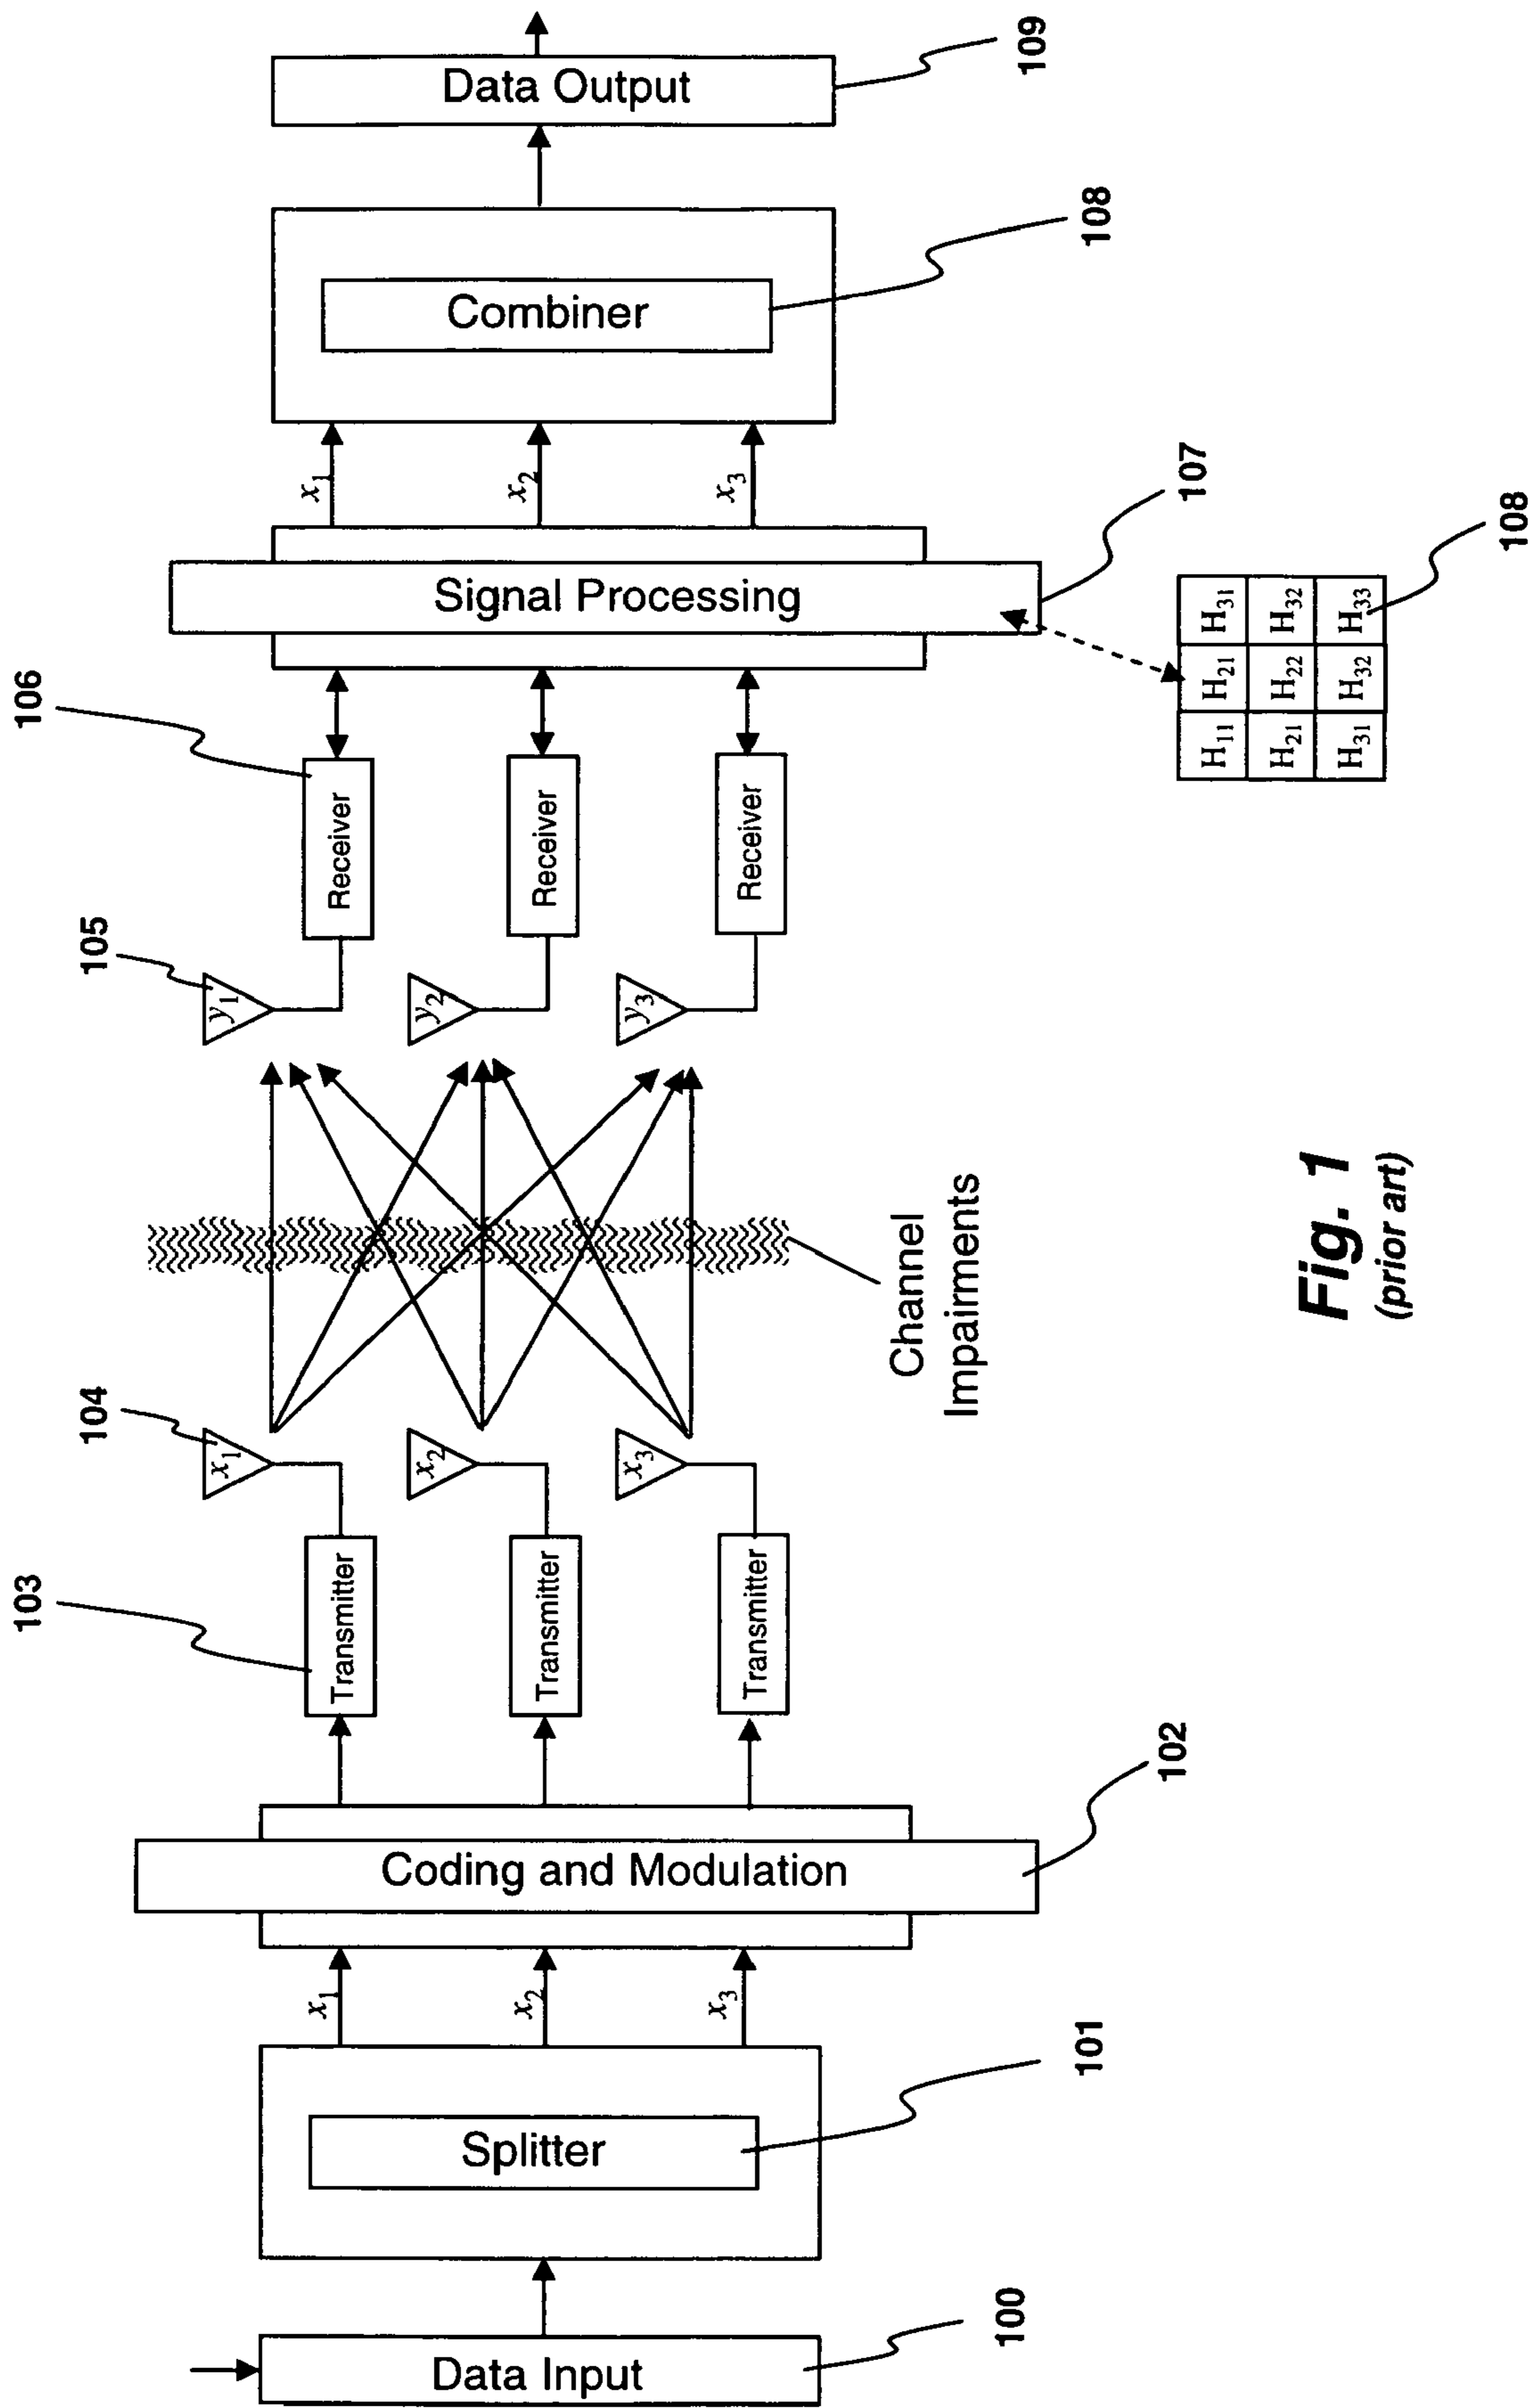 103
106
104
105
x1
y1
x1
Transmitter
Receiver
x1
x2
y2
Data Input
Splitter
x2
Coding and Modulation
Transmitter
Receiver
Signal Processing
x2
Combiner
Data Output
x3
y3
x3
Transmitter
Receiver
x3
Channel
Impairments
100
101
102
107
108
109
H11 H21 H31
H21 H22 H32
H31 H32 H33
108
Fig. 1
(prior art)